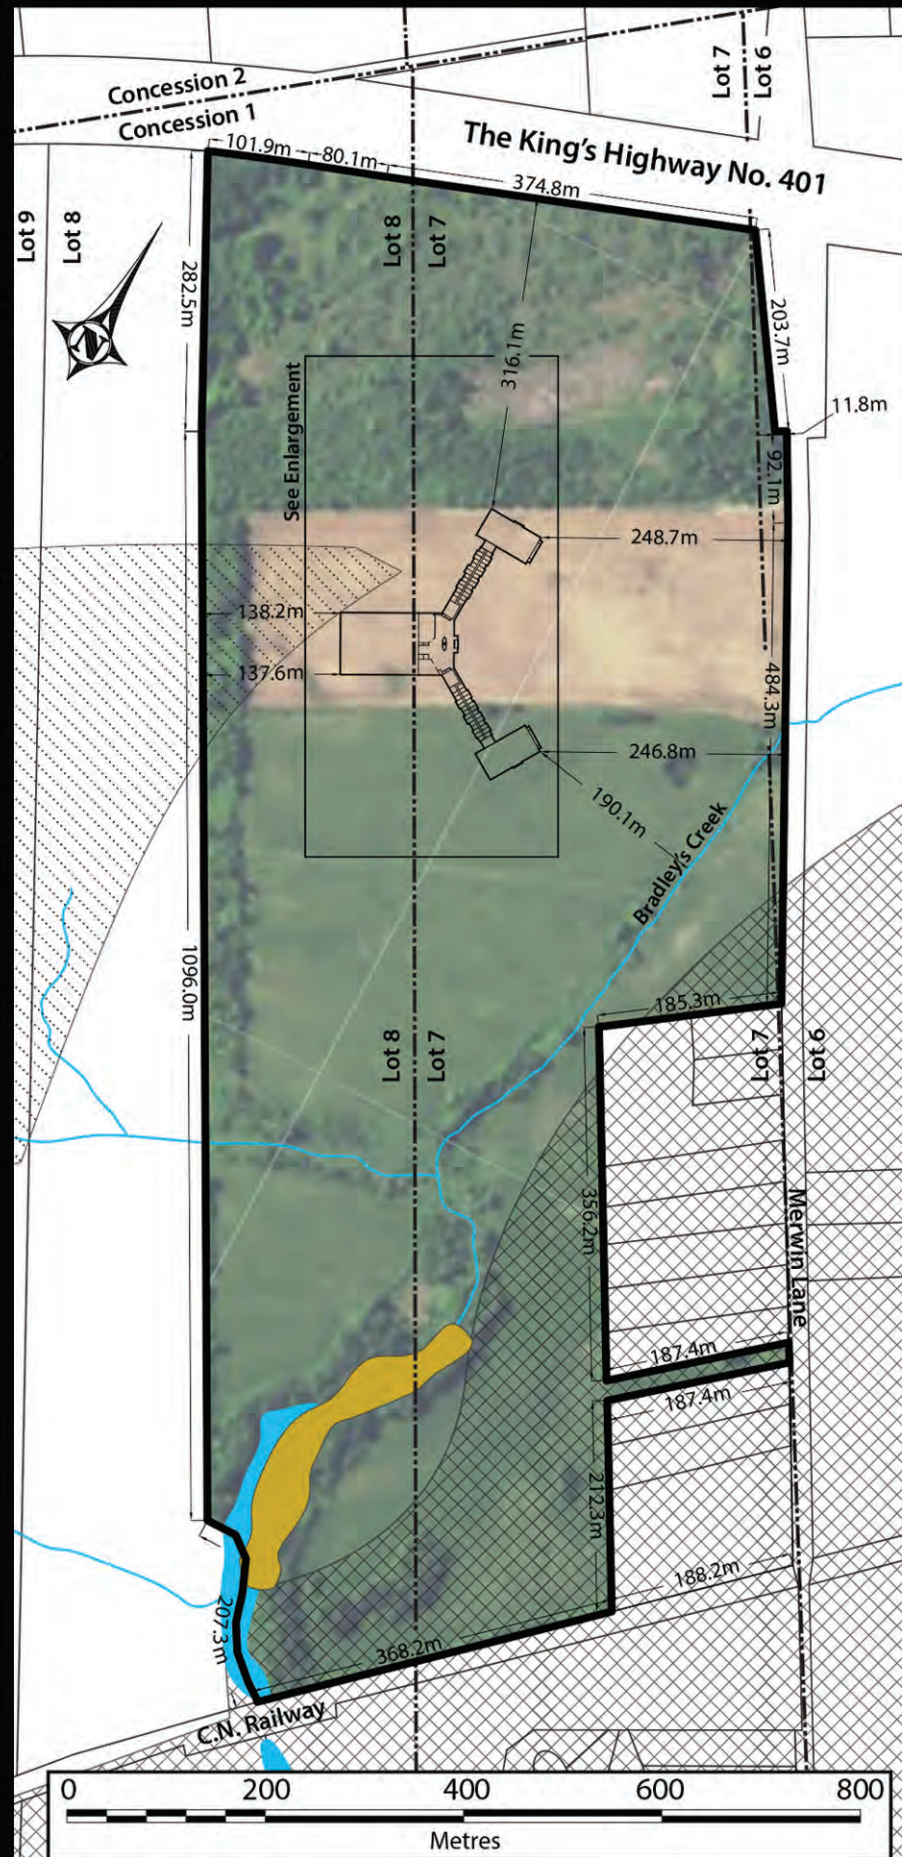 Concession 2
Concession 1
Lot 7
Lot 6
The King's Highway No. 401
101.9m
80.1m
374.8m
Lot 9
Lot 8
Lot 8
Lot 7
282.5m
N
203.7m
316.1m
11.8m
See Enlargement
92.1m
248.7m
138.2m
137.6m
484.3m
246.8m
190.1m
Bradley's Creek
1096.0m
185.3m
Lot 8
Lot 7
Lot 7
Lot 6
356.2m
Merwin Lane
187.4m
187.4m
212.3m
188.2m
207.3m
368.2m
C.N. Railway
0 200 400 600 800
Metres